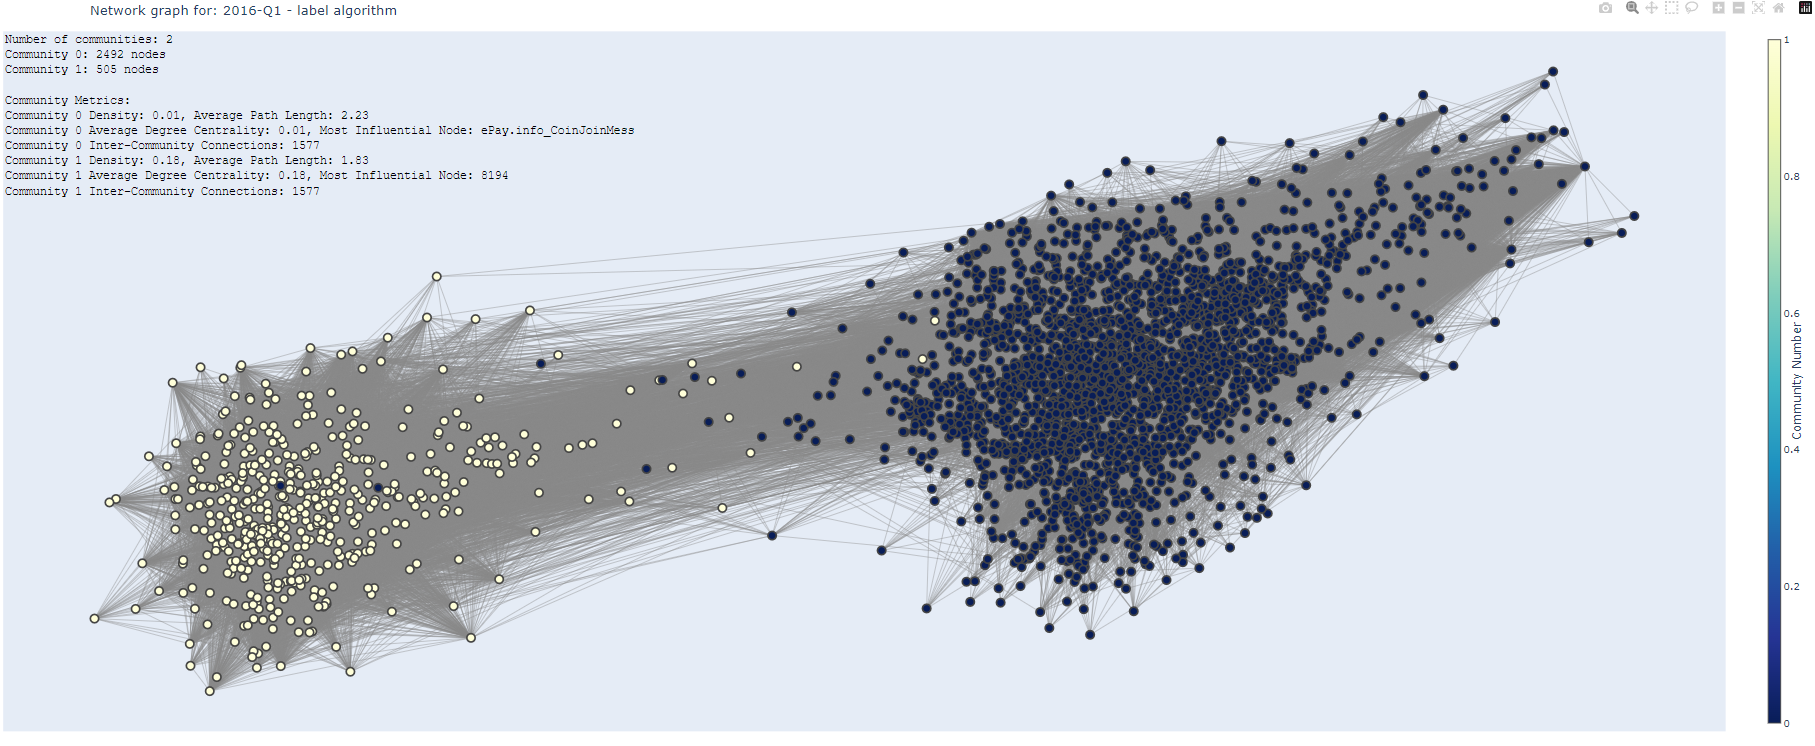 Network graph for: 2016-Q1 - label algorithm
Number of communities: 2
Community 0: 2492 nodes
Community 1: 505 nodes
Community Metrics:
Community 0 Density: 0.01, Average Path Length: 2.23
Community 0 Average Degree Centrality: 0.01, Most Influential Node: ePay.info_CoinJoinMess
Community 0 Inter-Community Connections: 1577
Community 1 Density: 0.18, Average Path Length: 1.83
Community 1 Average Degree Centrality: 0.18, Most Influential Node: 8194
Community 1 Inter-Community Connections: 1577
1
0.8
0.6
0.4
0.2
0
Community Number